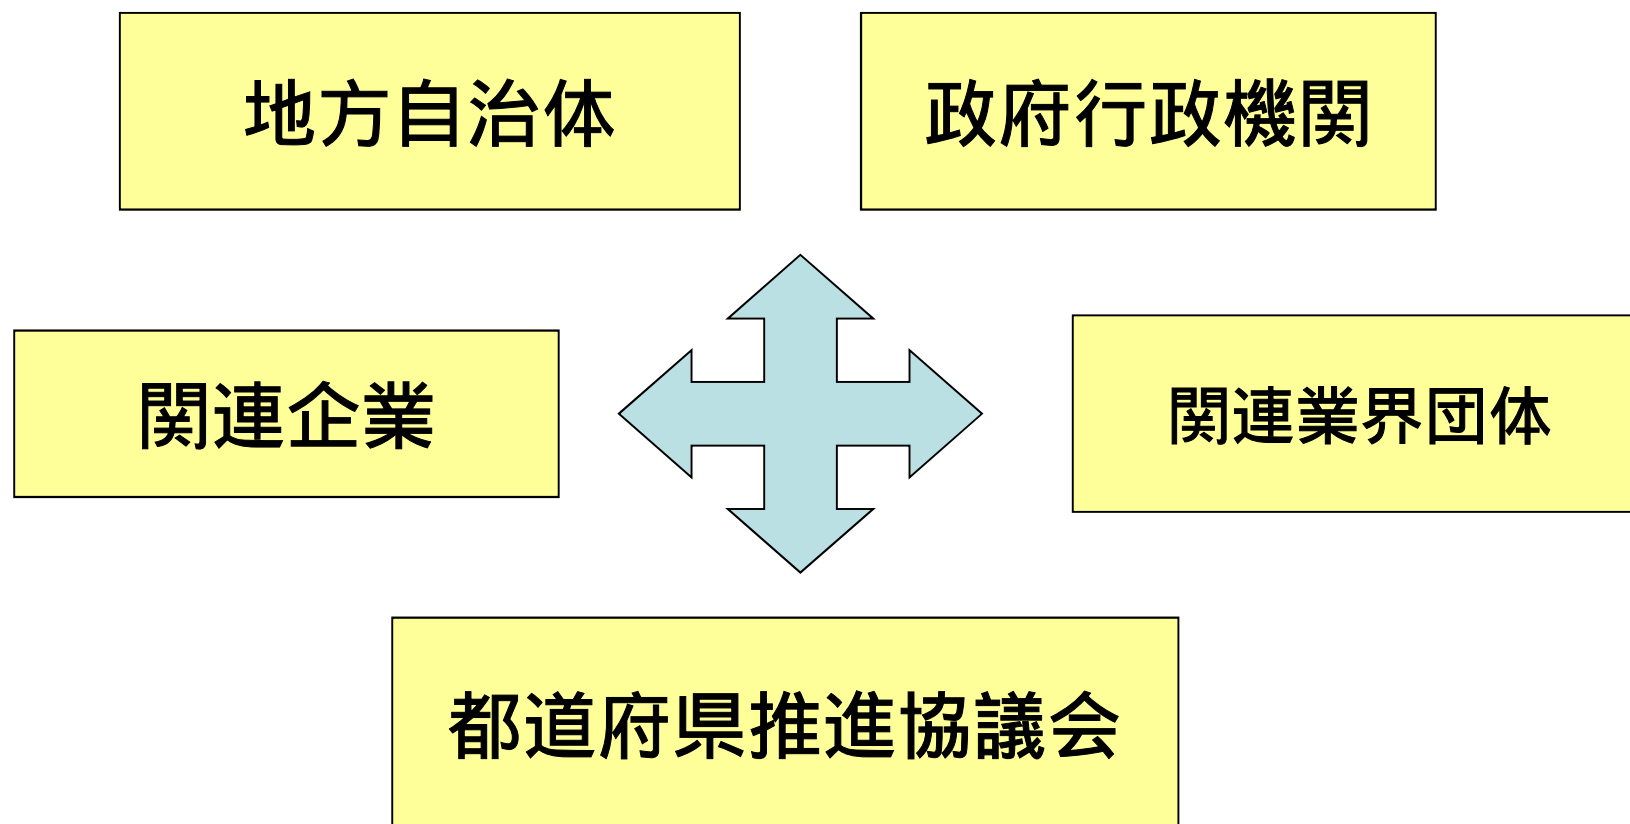 地方自治体
政府行政機関
関連企業
関連業界団体
都道府県推進協議会